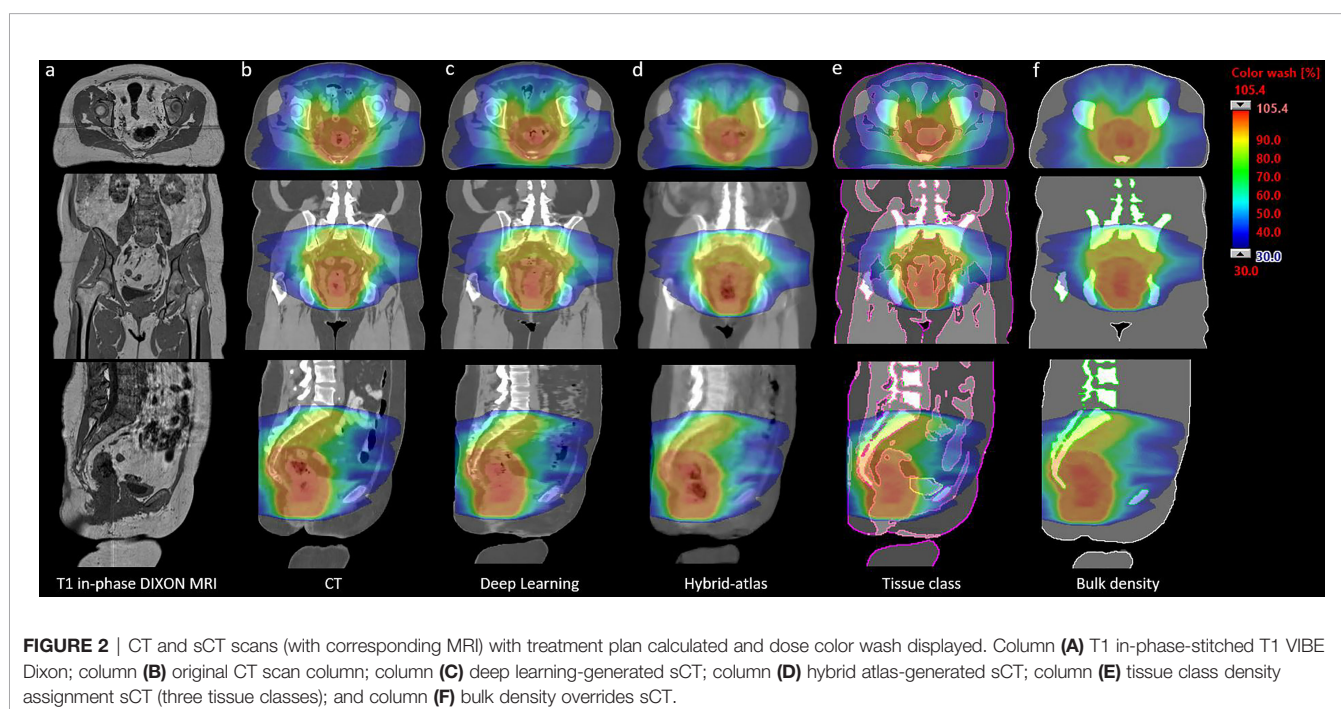 a b c d e f
Color wash [%]
105.4
105.4
90.0
80.0
70.0
60.0
50.0
40.0
30.0
30.0
T1 in-phase DIXON MRI CT Deep Learning Hybrid-atlas Tissue class Bulk density
FIGURE 2 | CT and sCT scans (with corresponding MRI) with treatment plan calculated and dose color wash displayed. Column (A) T1 in-phase-stitched T1 VIBE
Dixon; column (B) original CT scan column; column (C) deep learning-generated sCT; column (D) hybrid atlas-generated sCT; column (E) tissue class density
assignment sCT (three tissue classes); and column (F) bulk density overrides sCT.